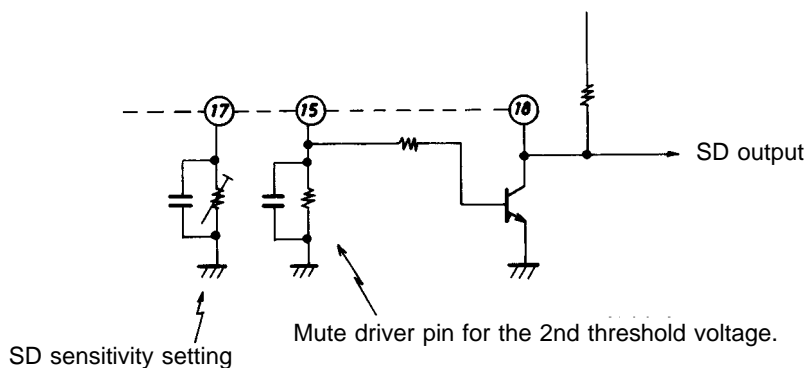 17 15 18
SD output
Mute driver pin for the 2nd threshold voltage.
SD sensitivity setting